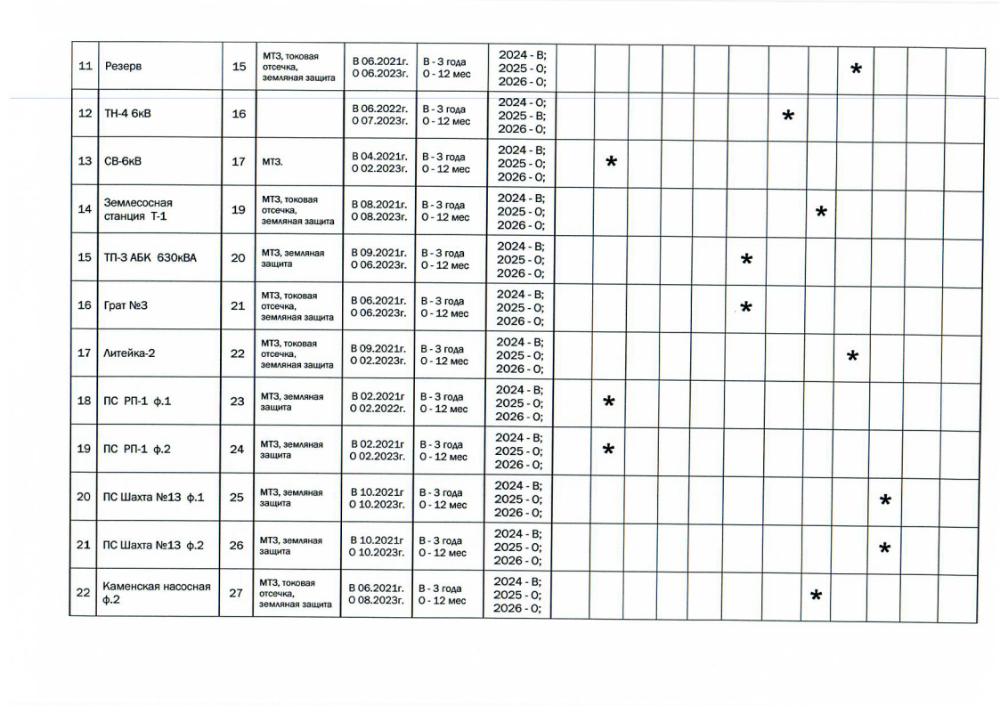 11 Резерв 15 МТЗ, токовая отсечка, земляная защита В 06.2021г. О 06.2023г. В - 3 года О - 12 мес 2024 - В; 2025 - О; 2026 - О; *
12 ТН-4 6кВ 16 В 06.2022г. О 07.2023г. В - 3 года О - 12 мес 2024 - О; 2025 - В; 2026 - О; *
13 СВ-6кВ 17 МТЗ. В 04.2021г. О 02.2023г. В - 3 года О - 12 мес 2024 - В; 2025 - О; 2026 - О; *
14 Землесосная станция Т-1 19 МТЗ, токовая отсечка, земляная защита В 08.2021г. О 08.2023г. В - 3 года О - 12 мес 2024 - В; 2025 - О; 2026 - О; *
15 ТП-3 АБК 630кВА 20 МТЗ, земляная защита В 09.2021г. О 06.2023г. В - 3 года О - 12 мес 2024 - В; 2025 - О; 2026 - О; *
16 Грат №3 21 МТЗ, токовая отсечка, земляная защита В 06.2021г. О 06.2023г. В - 3 года О - 12 мес 2024 - В; 2025 - О; 2026 - О; *
17 Литейка-2 22 МТЗ, токовая отсечка, земляная защита В 09.2021г. О 02.2023г. В - 3 года О - 12 мес 2024 - В; 2025 - О; 2026 - О; *
18 ПС РП-1 ф.1 23 МТЗ, земляная защита В 02.2021г О 02.2022г. В - 3 года О - 12 мес 2024 - В; 2025 - О; 2026 - О; *
19 ПС РП-1 ф.2 24 МТЗ, земляная защита В 02.2021г О 02.2023г. В - 3 года О - 12 мес 2024 - В; 2025 - О; 2026 - О; *
20 ПС Шахта №13 ф.1 25 МТЗ, земляная защита В 10.2021г О 10.2023г. В - 3 года О - 12 мес 2024 - В; 2025 - О; 2026 - О; *
21 ПС Шахта №13 ф.2 26 МТЗ, земляная защита В 10.2021г О 10.2023г. В - 3 года О - 12 мес 2024 - В; 2025 - О; 2026 - О; *
22 Каменская насосная ф.2 27 МТЗ, токовая отсечка, земляная защита В 06.2021г. О 08.2023г. В - 3 года О - 12 мес 2024 - В; 2025 - О; 2026 - О; *